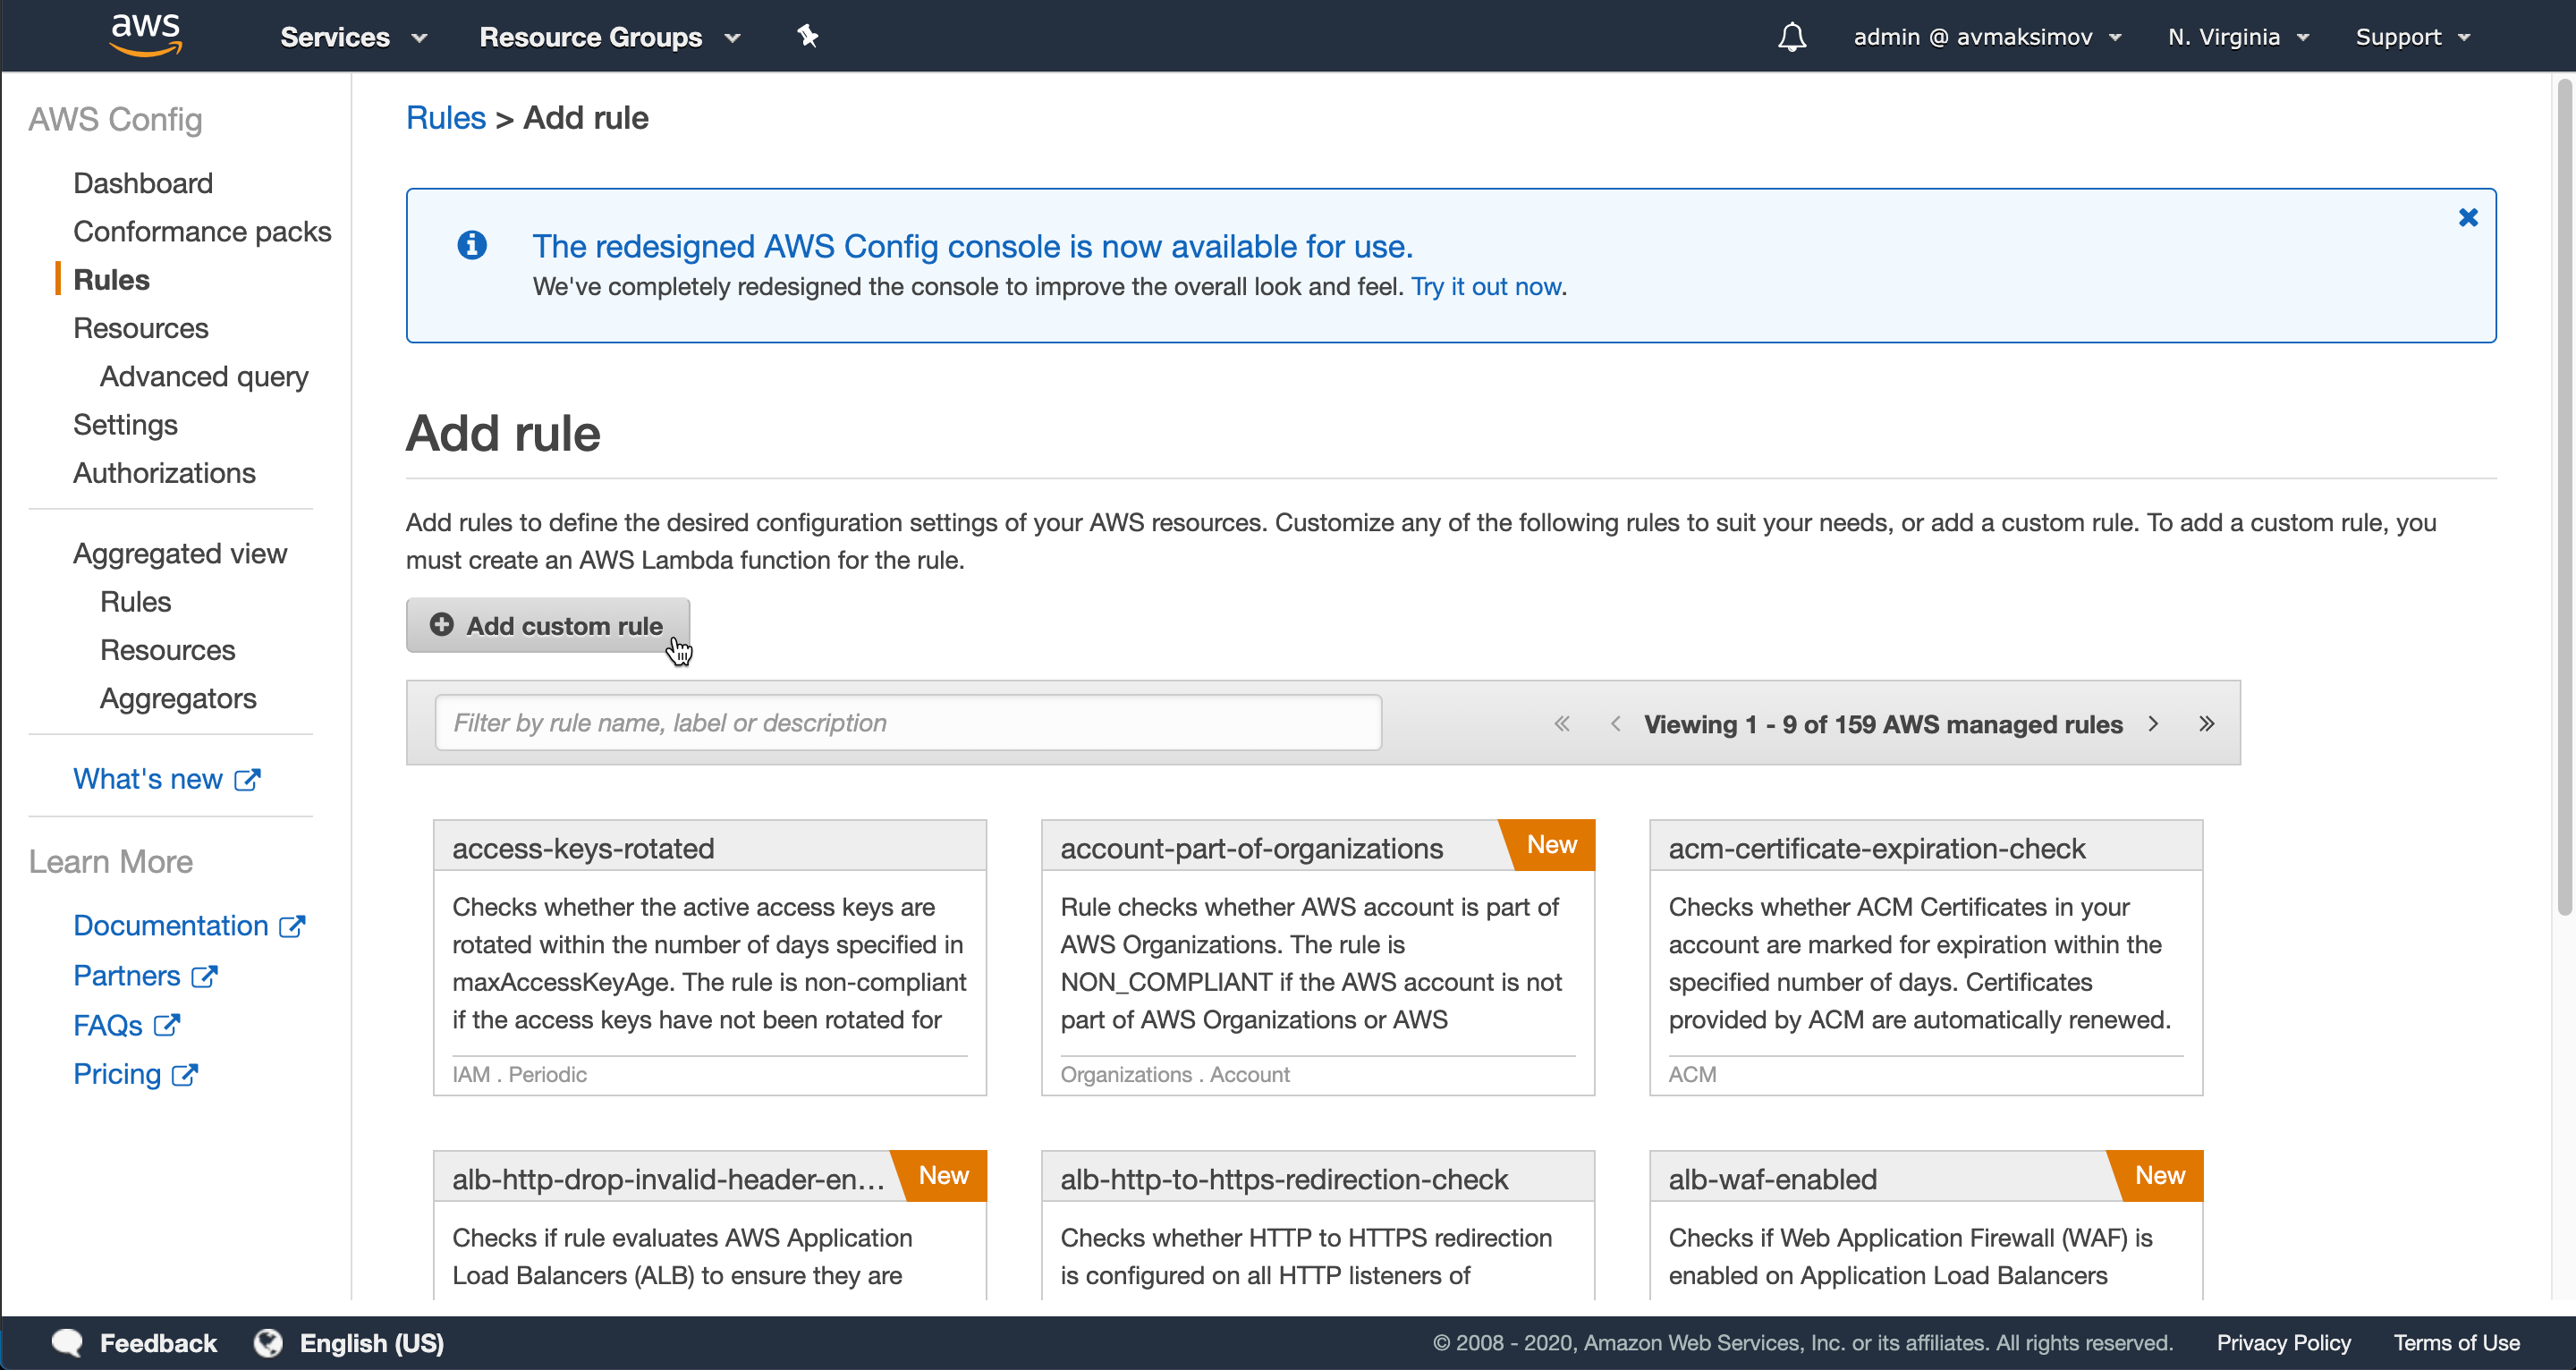 aws
Services
Resource Groups
admin @ avmaksimov
N. Virginia
Support
AWS Config
Dashboard
Conformance packs
Rules
Resources
Advanced query
Settings
Authorizations
Aggregated view
Rules
Resources
Aggregators
What's new
Learn More
Documentation
Partners
FAQs
Pricing
Rules > Add rule
The redesigned AWS Config console is now available for use.
We've completely redesigned the console to improve the overall look and feel. Try it out now.
Add rule
Add rules to define the desired configuration settings of your AWS resources. Customize any of the following rules to suit your needs, or add a custom rule. To add a custom rule, you
must create an AWS Lambda function for the rule.
Add custom rule
Filter by rule name, label or description
« ‹ Viewing 1 - 9 of 159 AWS managed rules › »
access-keys-rotated
Checks whether the active access keys are
rotated within the number of days specified in
maxAccessKeyAge. The rule is non-compliant
if the access keys have not been rotated for
IAM . Periodic
account-part-of-organizations
New
Rule checks whether AWS account is part of
AWS Organizations. The rule is
NON_COMPLIANT if the AWS account is not
part of AWS Organizations or AWS
Organizations . Account
acm-certificate-expiration-check
Checks whether ACM Certificates in your
account are marked for expiration within the
specified number of days. Certificates
provided by ACM are automatically renewed.
ACM
alb-http-drop-invalid-header-en...
New
Checks if rule evaluates AWS Application
Load Balancers (ALB) to ensure they are
alb-http-to-https-redirection-check
Checks whether HTTP to HTTPS redirection
is configured on all HTTP listeners of
alb-waf-enabled
New
Checks if Web Application Firewall (WAF) is
enabled on Application Load Balancers
Feedback
English (US)
© 2008 - 2020, Amazon Web Services, Inc. or its affiliates. All rights reserved.
Privacy Policy
Terms of Use